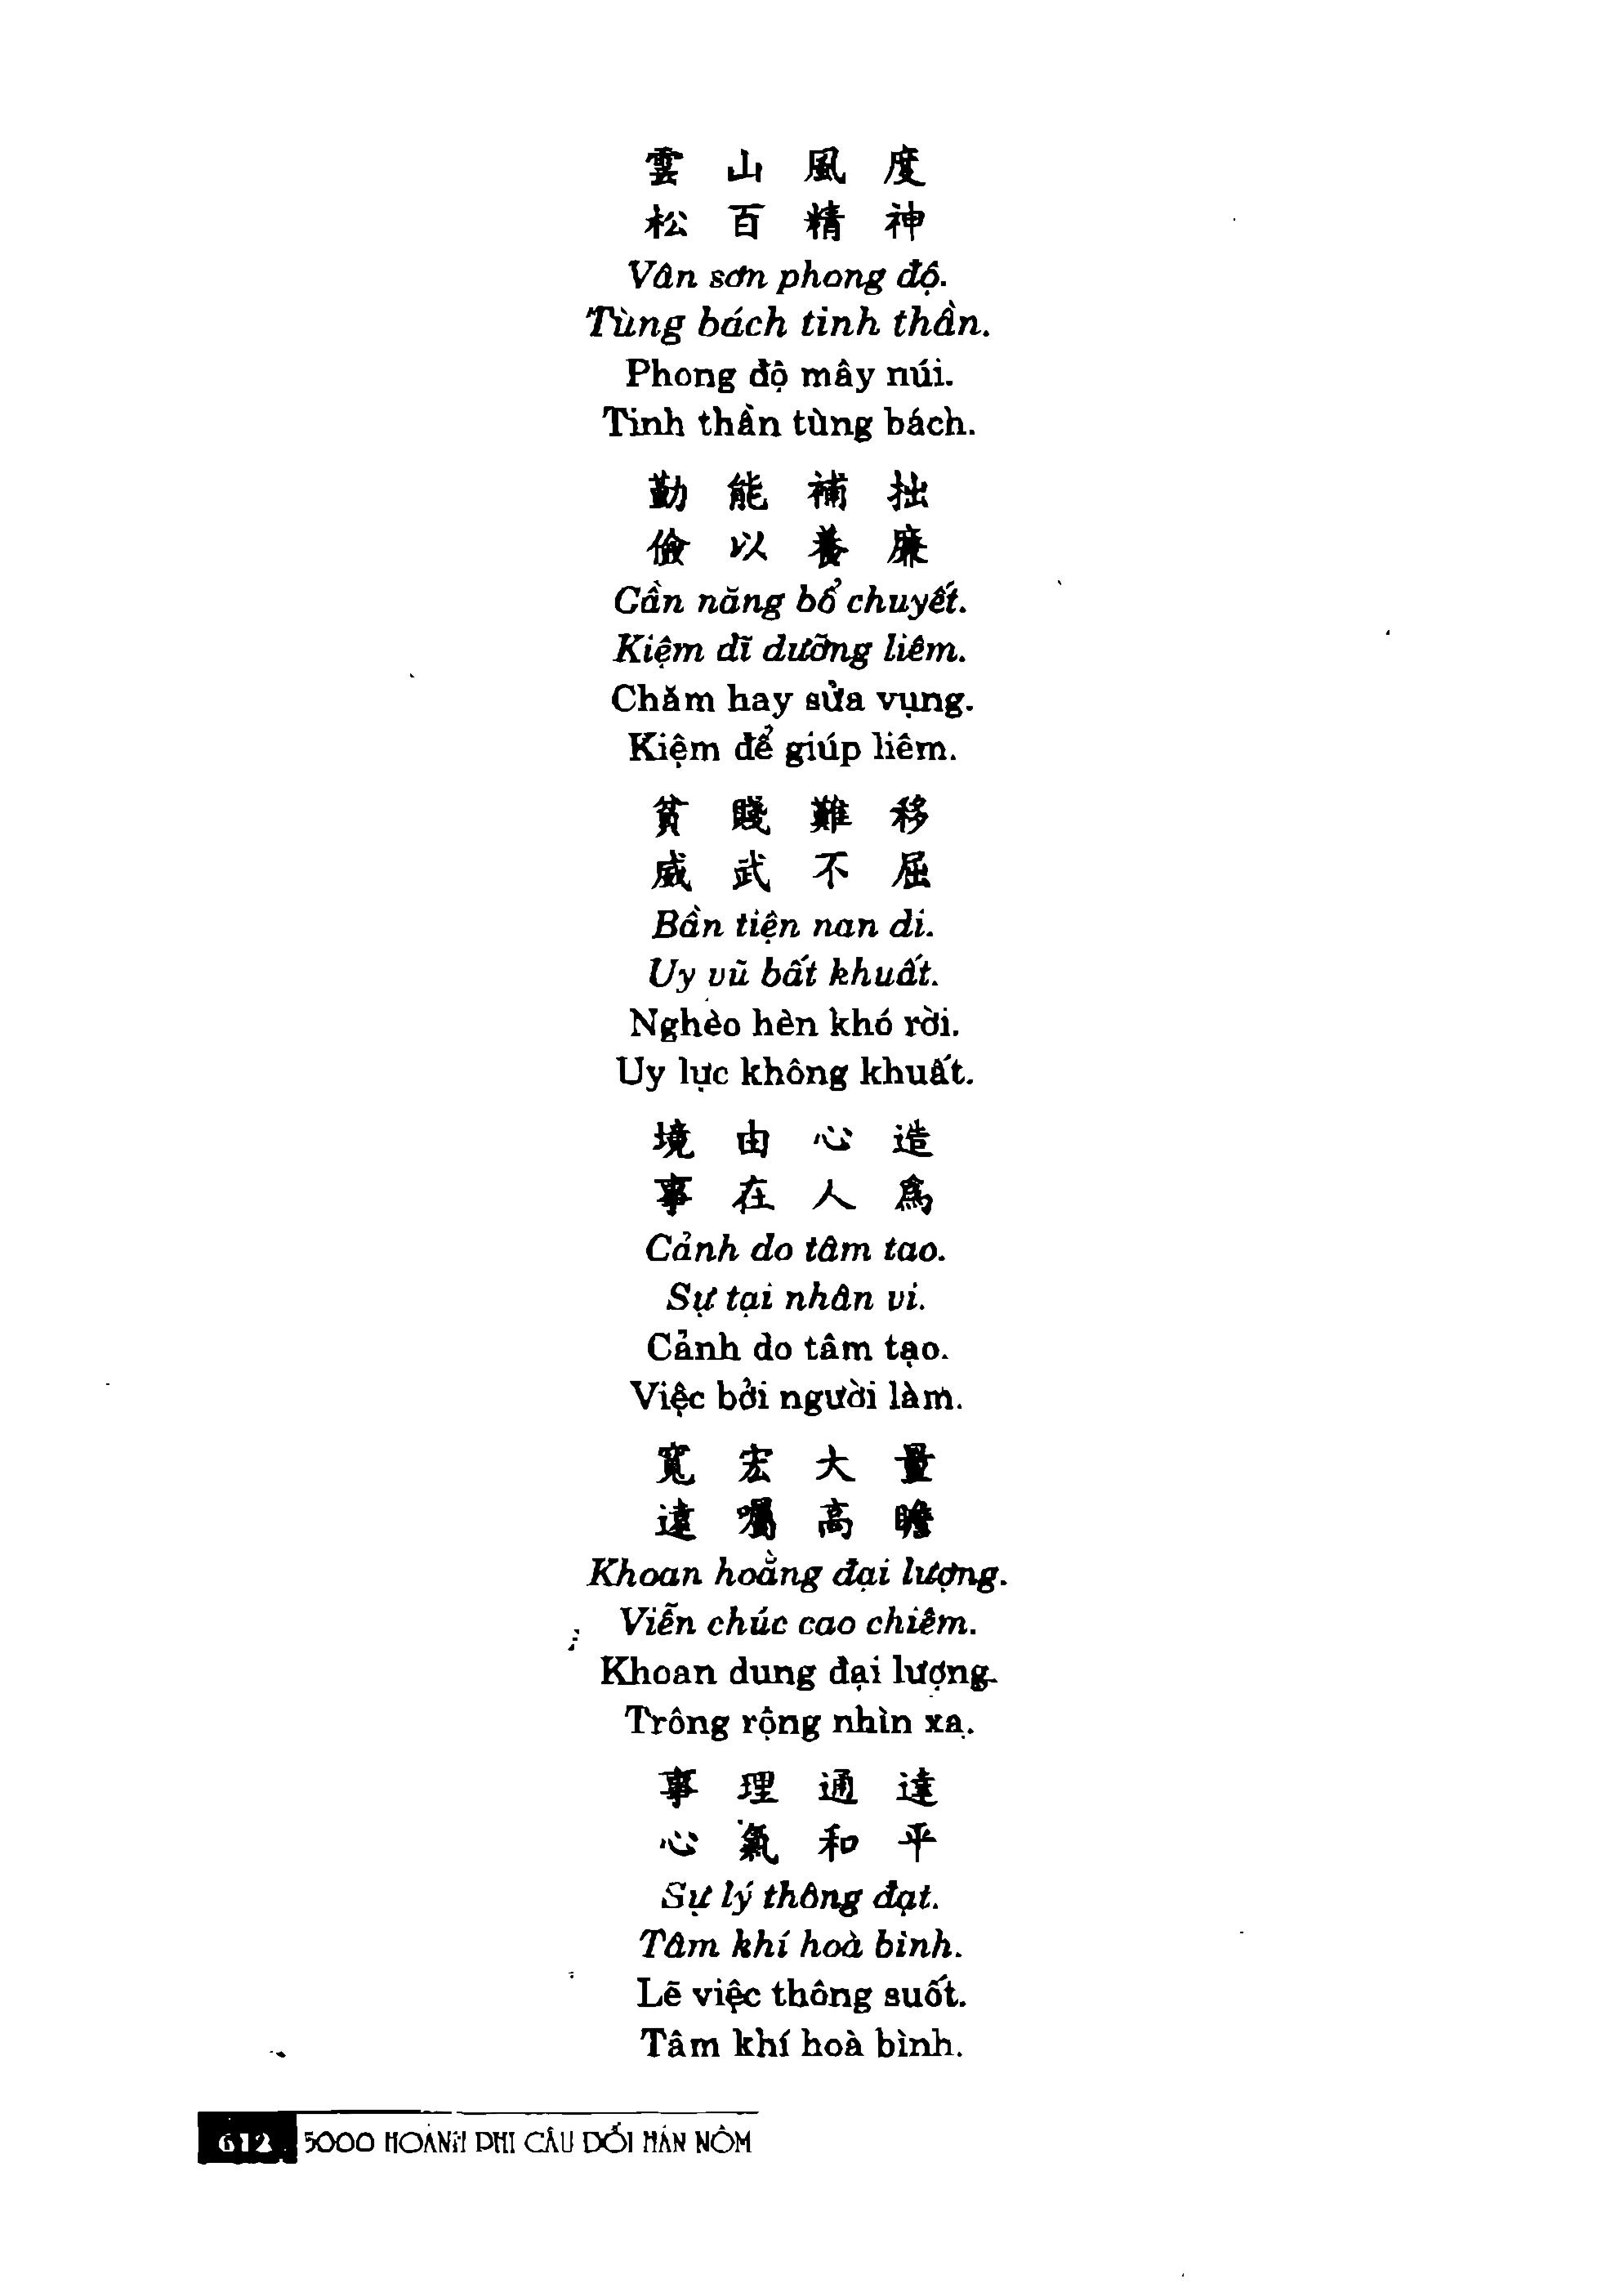 雲山風度
松百精神
Vân sơn phong độ.
Tùng bách tinh thần.
Phong độ mây núi.
Tinh thần tùng bách.
勤能補拙
儉以養廉
Cần năng bổ chuyết.
Kiệm dĩ dưỡng liêm.
Chăm hay sửa vụng.
Kiệm để giúp liêm.
貧賤難移
威武不屈
Bần tiện nan di.
Uy vũ bất khuất.
Nghèo hèn khó rời.
Uy lực không khuất.
境由心造
事在人為
Cảnh do tâm tao.
Sự tại nhân vi.
Cảnh do tâm tạo.
Việc bởi người làm.
寬宏大量
遠囑高瞻
Khoan hoằng đại lượng.
Viễn chúc cao chiêm.
Khoan dung đại lượng.
Trông rộng nhìn xa.
事理通達
心氣和平
Sự lý thông đạt.
Tâm khí hoà bình.
Lẽ việc thông suốt.
Tâm khí hoà bình.
612 5000 HOÀNH PHI CÂU ĐỐI HÁN NÔM